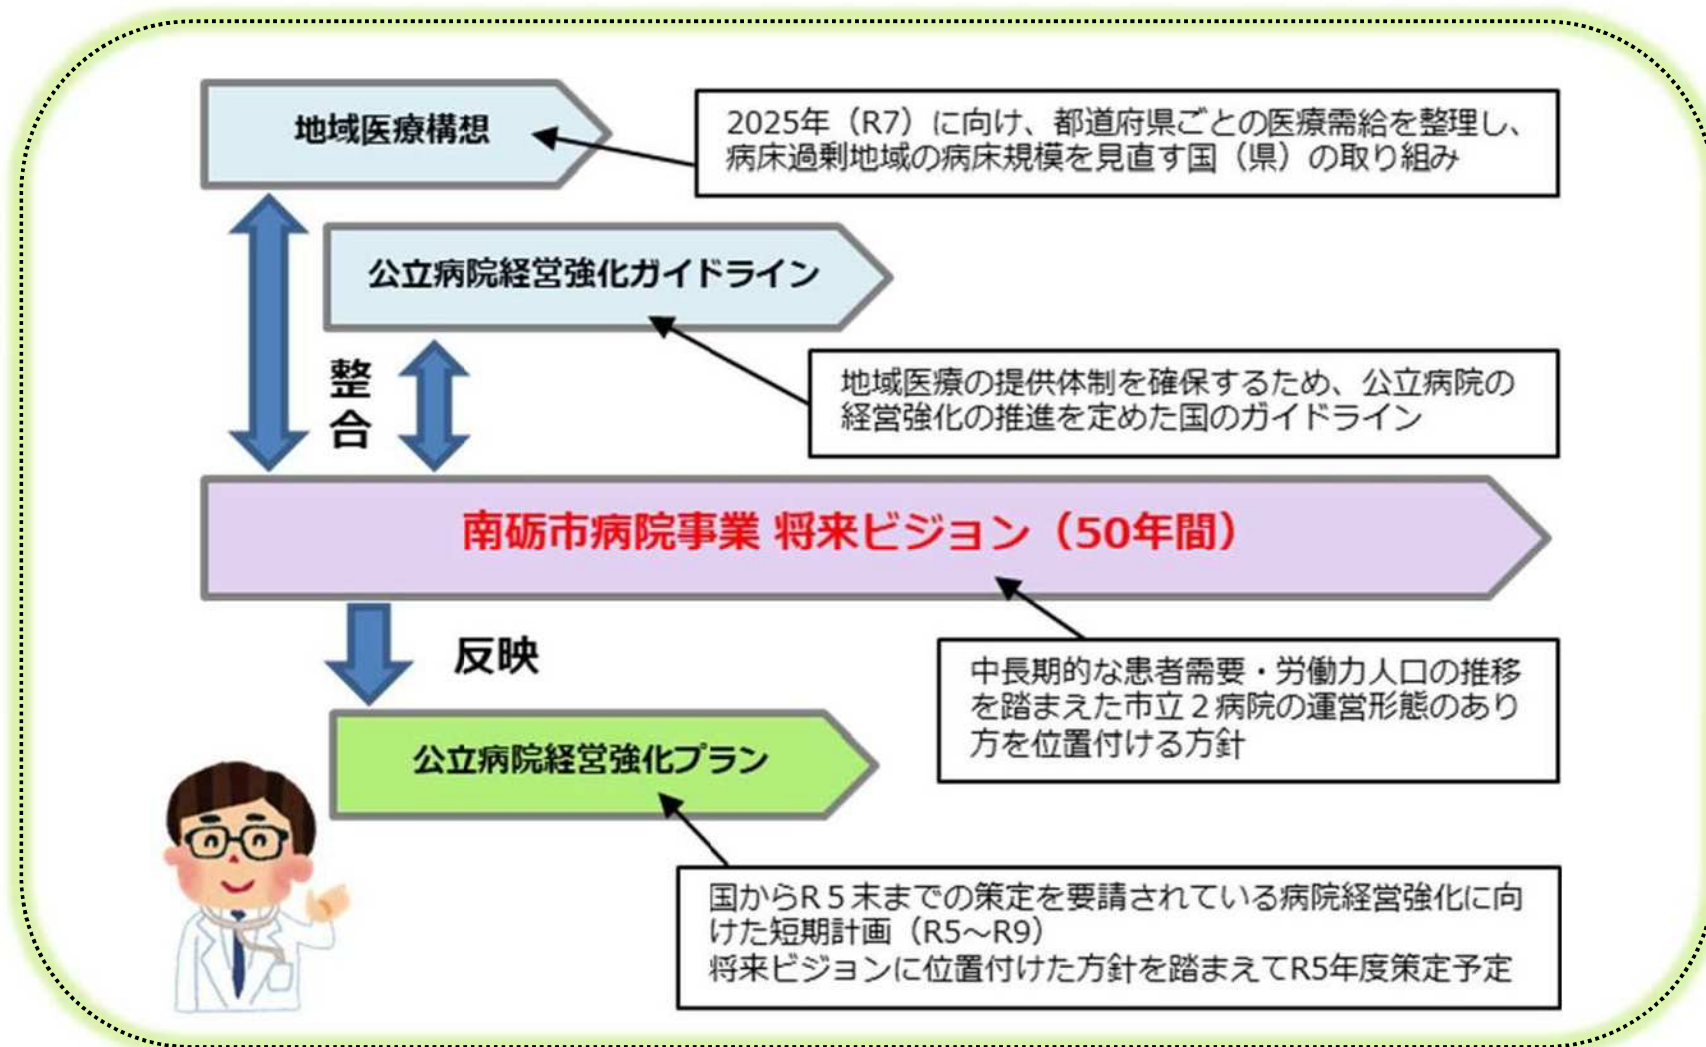 地域医療構想
2025年（R7）に向け、都道府県ごとの医療需給を整理し、
病床過剰地域の病床規模を見直す国（県）の取り組み
公立病院経営強化ガイドライン
整
合
地域医療の提供体制を確保するため、公立病院の
経営強化の推進を定めた国のガイドライン
南砺市病院事業 将来ビジョン（50年間）
反映
中長期的な患者需要・労働力人口の推移
を踏まえた市立２病院の運営形態のあり
方を位置付ける方針
公立病院経営強化プラン
国からR５末までの策定を要請されている病院経営強化に向
けた短期計画（R5～R9）
将来ビジョンに位置付けた方針を踏まえてR5年度策定予定